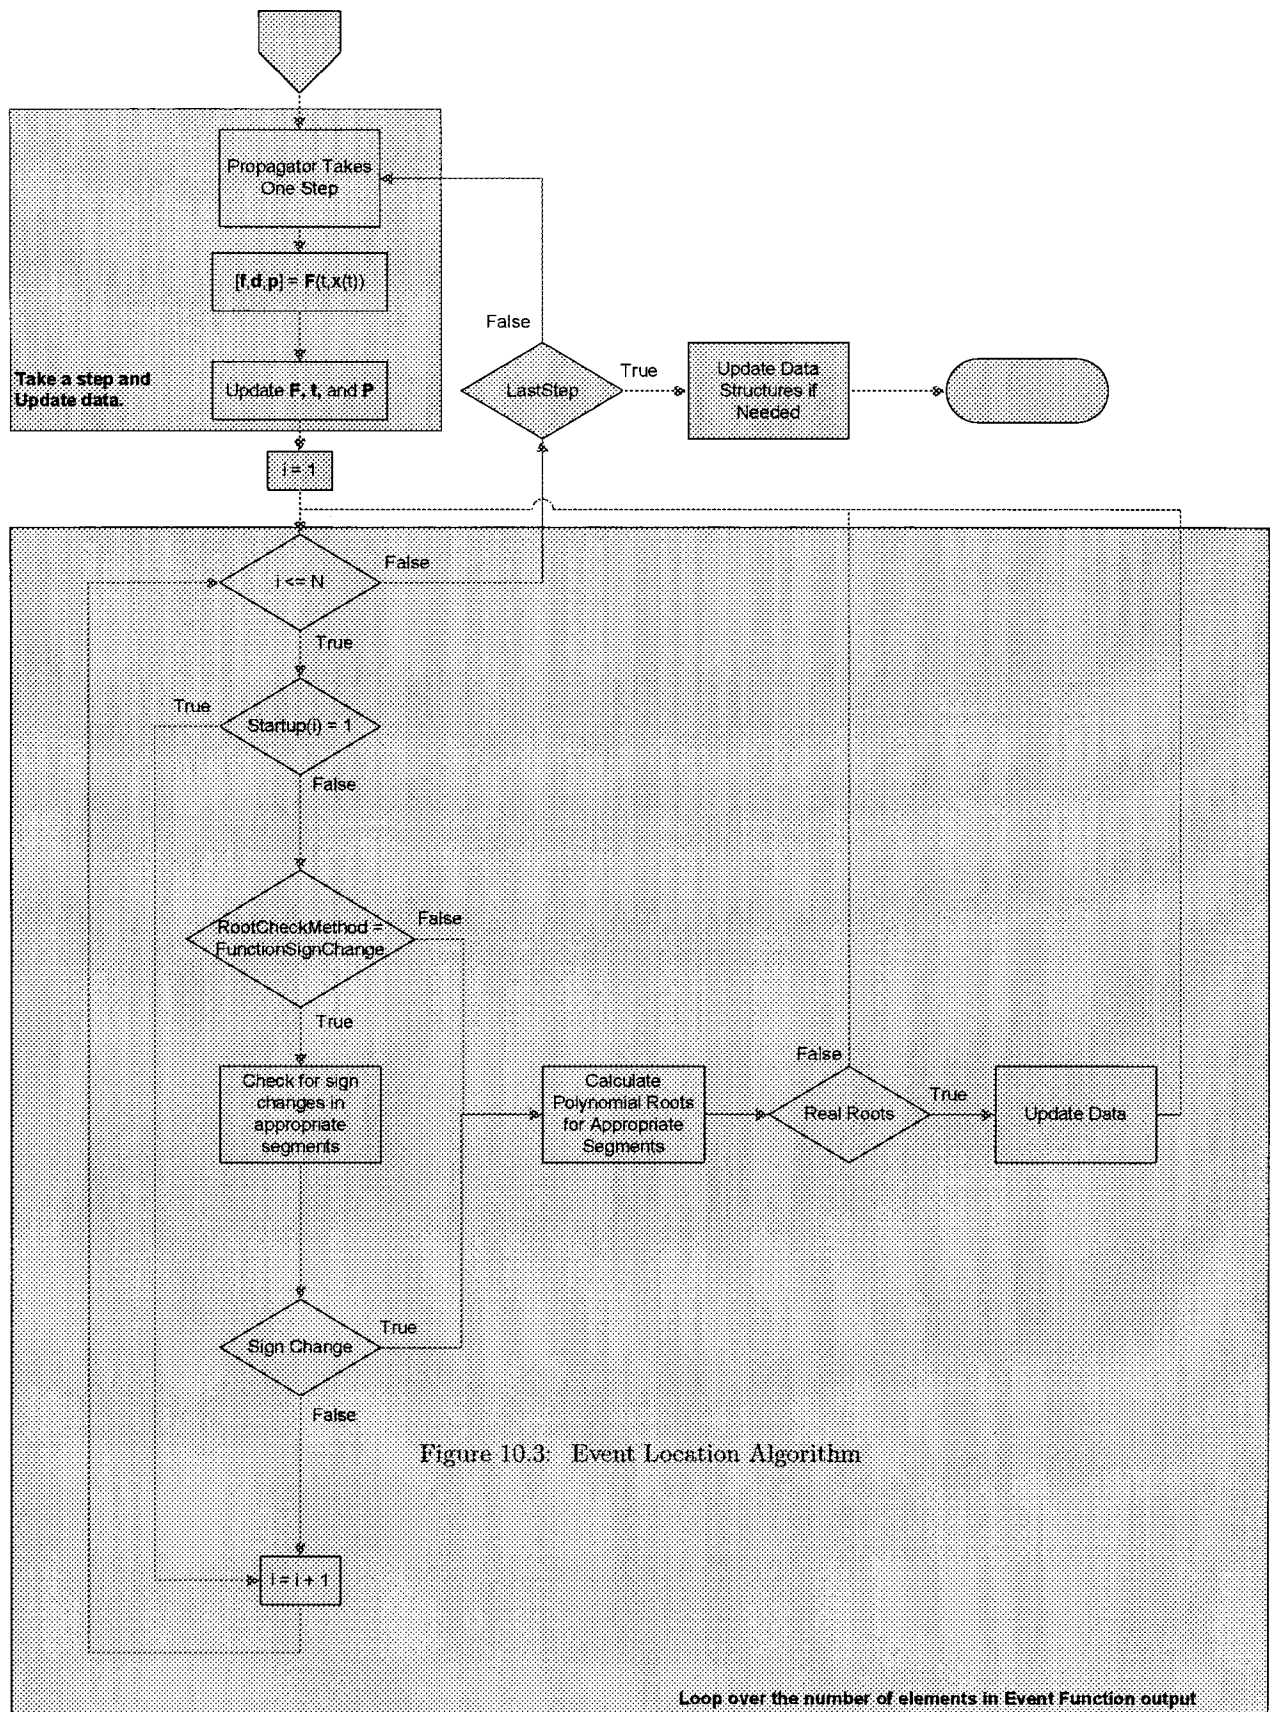 Propagator Takes
One Step
[f,d,p] = F(t,x(t))
Update F, t, and P
Take a step and
Update data.
i = 1
False
LastStep
True
Update Data
Structures if
Needed
i <= N
False
True
True
Startup(i) = 1
False
RootCheckMethod =
FunctionSignChange
False
True
Check for sign
changes in
appropriate
segments
Calculate
Polynomial Roots
for Appropriate
Segments
False
Real Roots
True
Update Data
Sign Change
True
False
Figure 10.3: Event Location Algorithm
i = i + 1
Loop over the number of elements in Event Function output